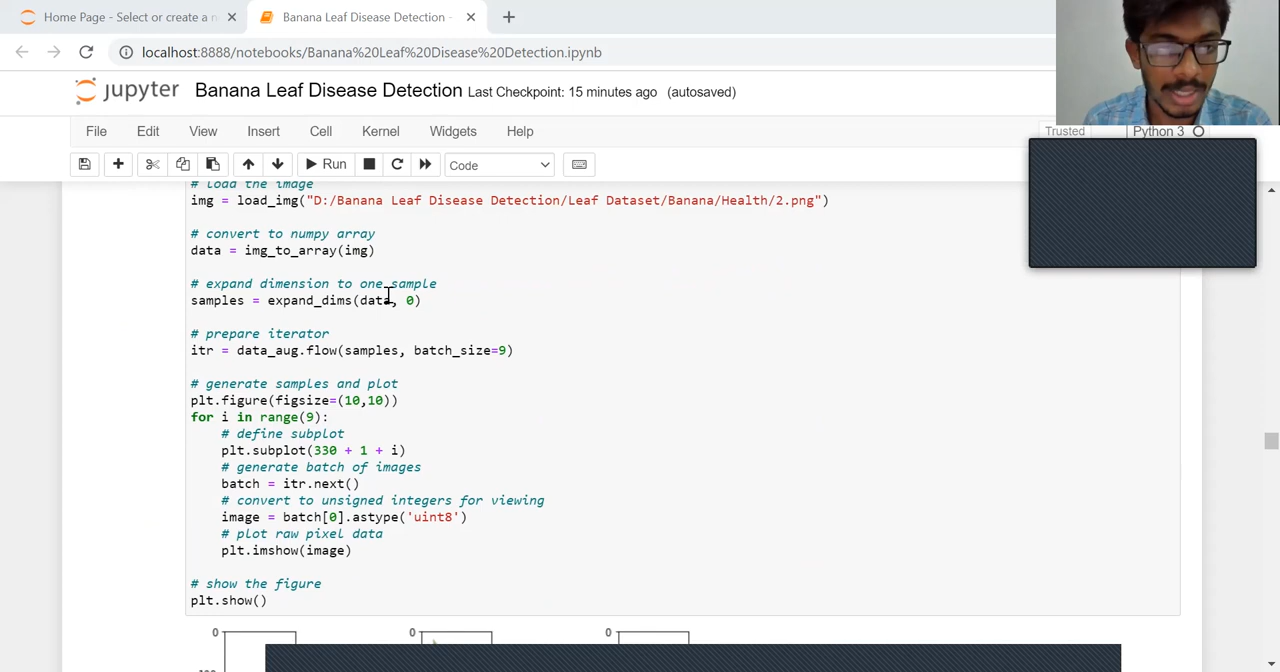 Home Page - Select or create a n
Banana Leaf Disease Detection -
localhost:8888/notebooks/Banana%20Leaf%20Disease%20Detection.ipynb
jupyter Banana Leaf Disease Detection Last Checkpoint: 15 minutes ago (autosaved)
File Edit View Insert Cell Kernel Widgets Help Trusted Python 3
Run Code
# load the image
img = load_img("D:/Banana Leaf Disease Detection/Leaf Dataset/Banana/Health/2.png")
# convert to numpy array
data = img_to_array(img)
# expand dimension to one sample
samples = expand_dims(data, 0)
# prepare iterator
itr = data_aug.flow(samples, batch_size=9)
# generate samples and plot
plt.figure(figsize=(10,10))
for i in range(9):
# define subplot
plt.subplot(330 + 1 + i)
# generate batch of images
batch = itr.next()
# convert to unsigned integers for viewing
image = batch[0].astype('uint8')
# plot raw pixel data
plt.imshow(image)
# show the figure
plt.show()
0 0 0